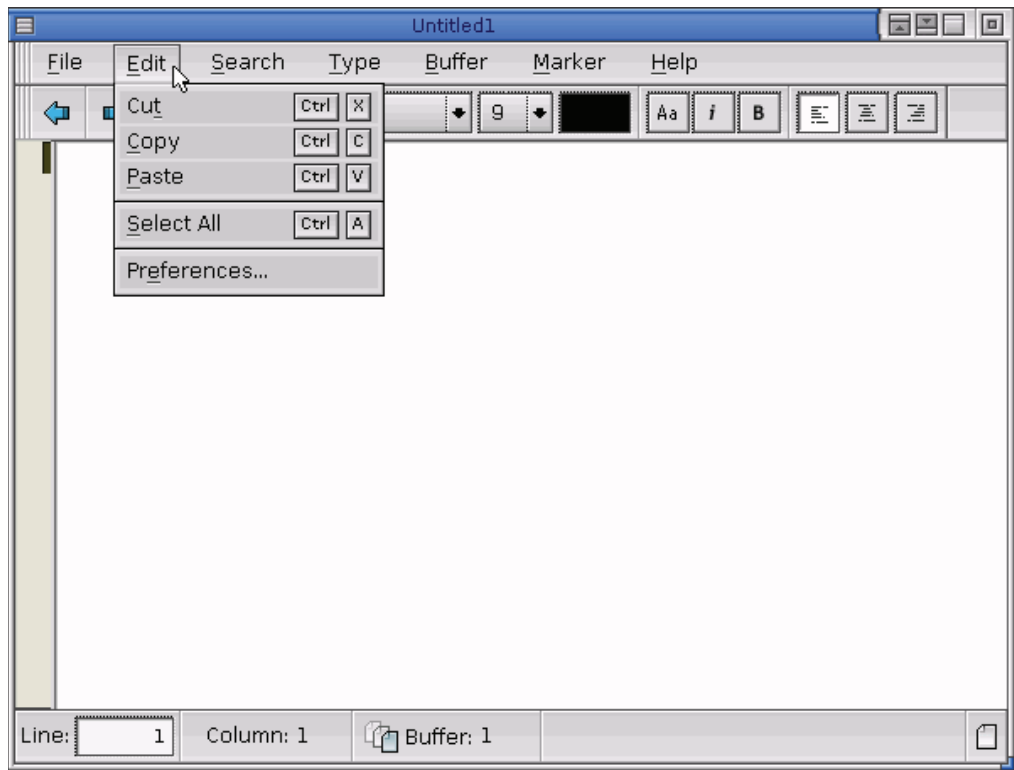 Untitled1
File Edit Search Type Buffer Marker Help
Cut Ctrl X
9 Aa i B
Copy Ctrl C
Paste Ctrl V
Select All Ctrl A
Preferences...
Line: 1 Column: 1 Buffer: 1